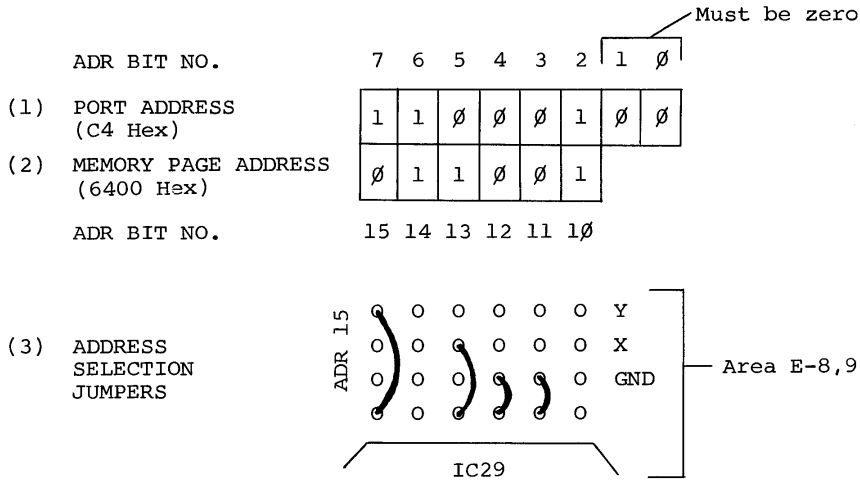 Must be zero
ADR BIT NO. 7 6 5 4 3 2 1 Ø
(1) PORT ADDRESS
(C4 Hex)
1 1 Ø Ø Ø 1 Ø Ø
(2) MEMORY PAGE ADDRESS
(6400 Hex)
Ø 1 1 Ø Ø 1
ADR BIT NO. 15 14 13 12 11 1Ø
(3) ADDRESS
SELECTION
JUMPERS
ADR 15
O O O O O O Y
O O O O O O X
O O O O O O GND
O O O O O O
Area E-8,9
IC29